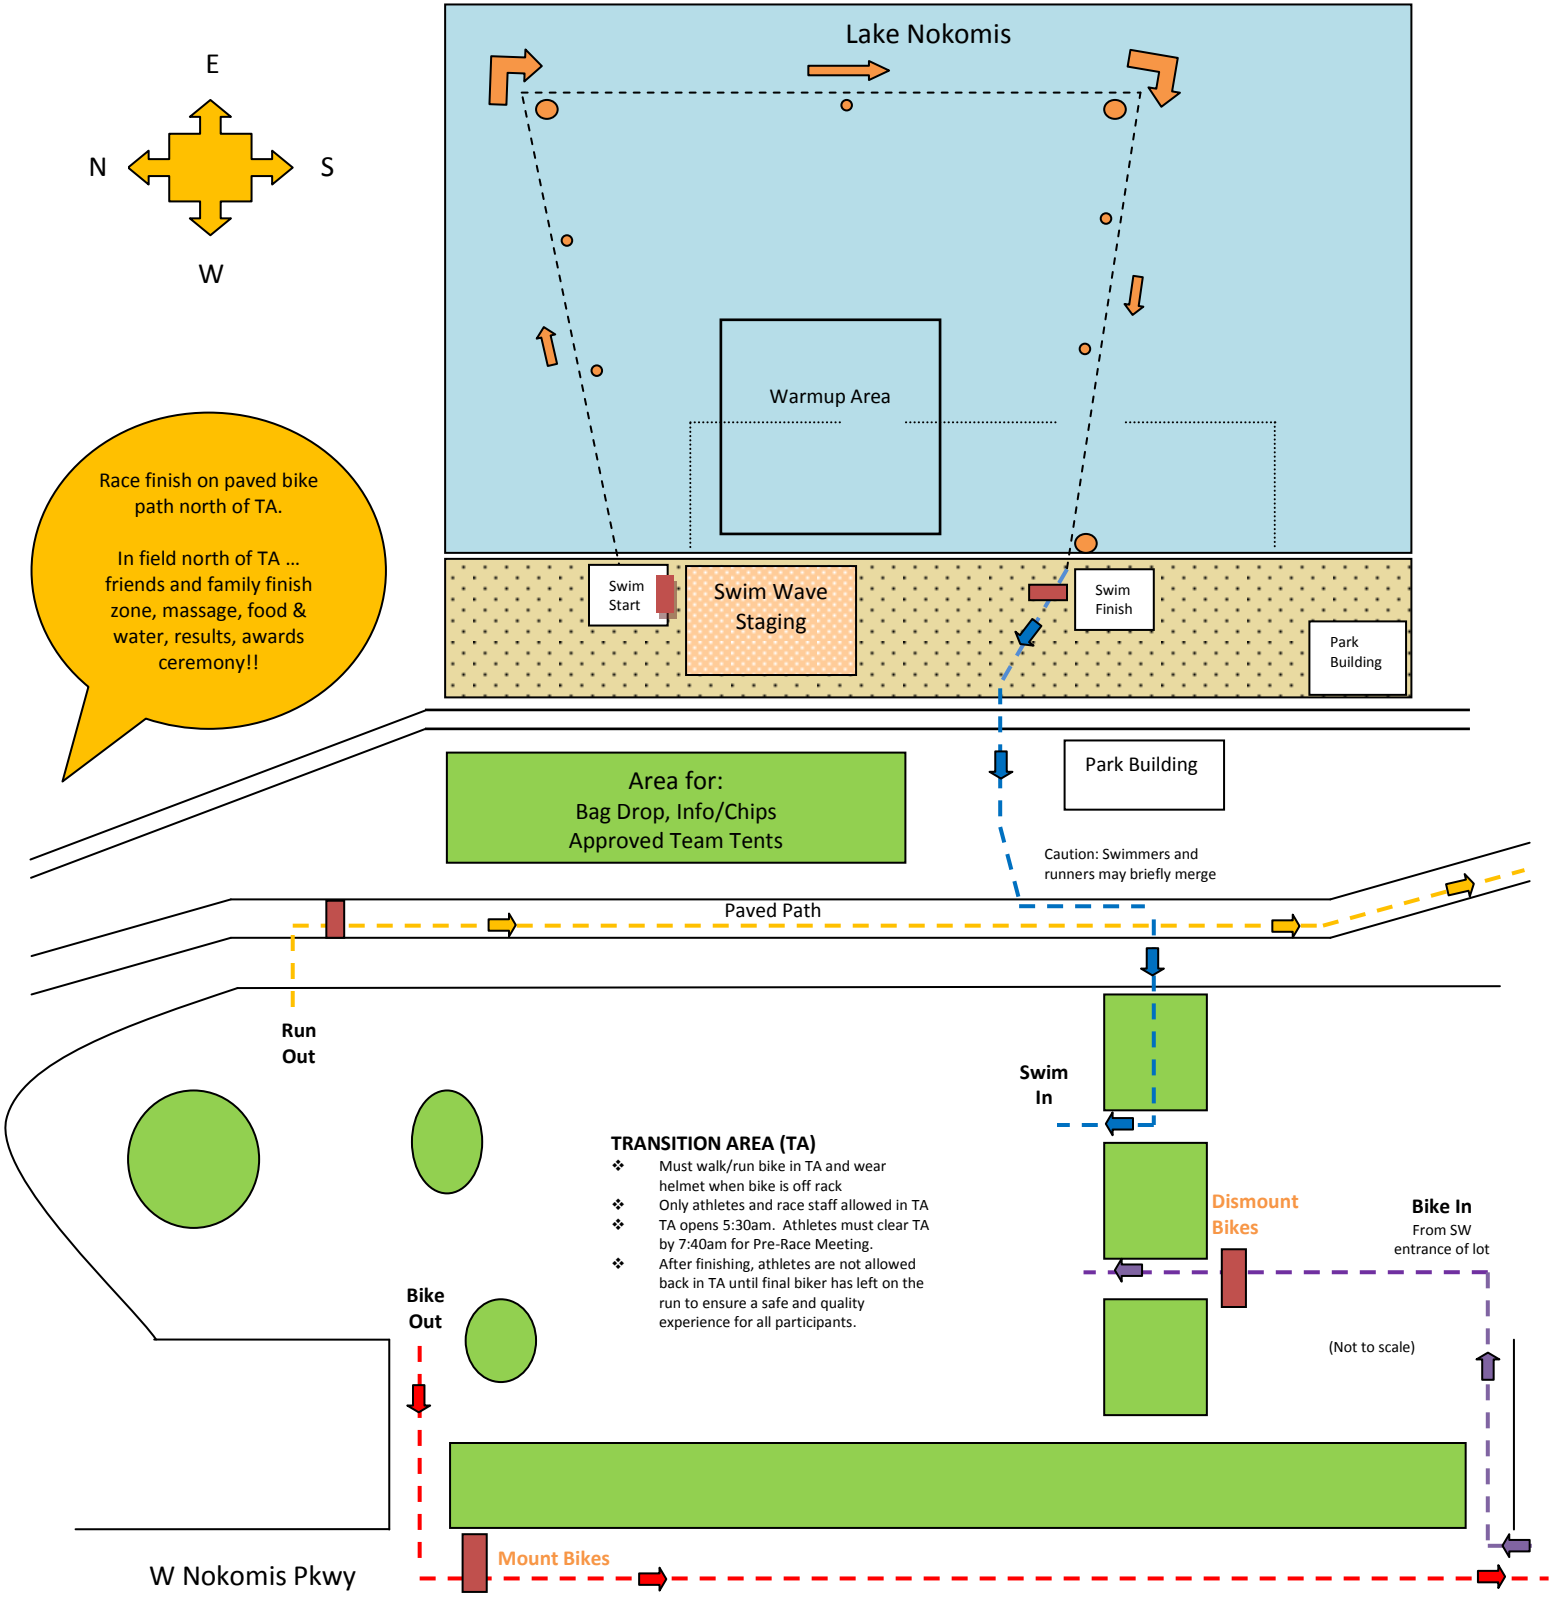 Lake Nokomis
E
N
S
W
Warmup Area
Race finish on paved bike
path north of TA.
In field north of TA ...
friends and family finish
zone, massage, food &
water, results, awards
ceremony!!
Swim
Start
Swim Wave
Staging
Swim
Finish
Park
Building
Area for:
Bag Drop, Info/Chips
Approved Team Tents
Park Building
Caution: Swimmers and
runners may briefly merge
Paved Path
Run
Out
Swim
In
TRANSITION AREA (TA)
❖ Must walk/run bike in TA and wear
helmet when bike is off rack
❖ Only athletes and race staff allowed in TA
❖ TA opens 5:30am. Athletes must clear TA
by 7:40am for Pre-Race Meeting.
❖ After finishing, athletes are not allowed
back in TA until final biker has left on the
run to ensure a safe and quality
experience for all participants.
Dismount
Bikes
Bike In
From SW
entrance of lot
Bike
Out
(Not to scale)
Mount Bikes
W Nokomis Pkwy